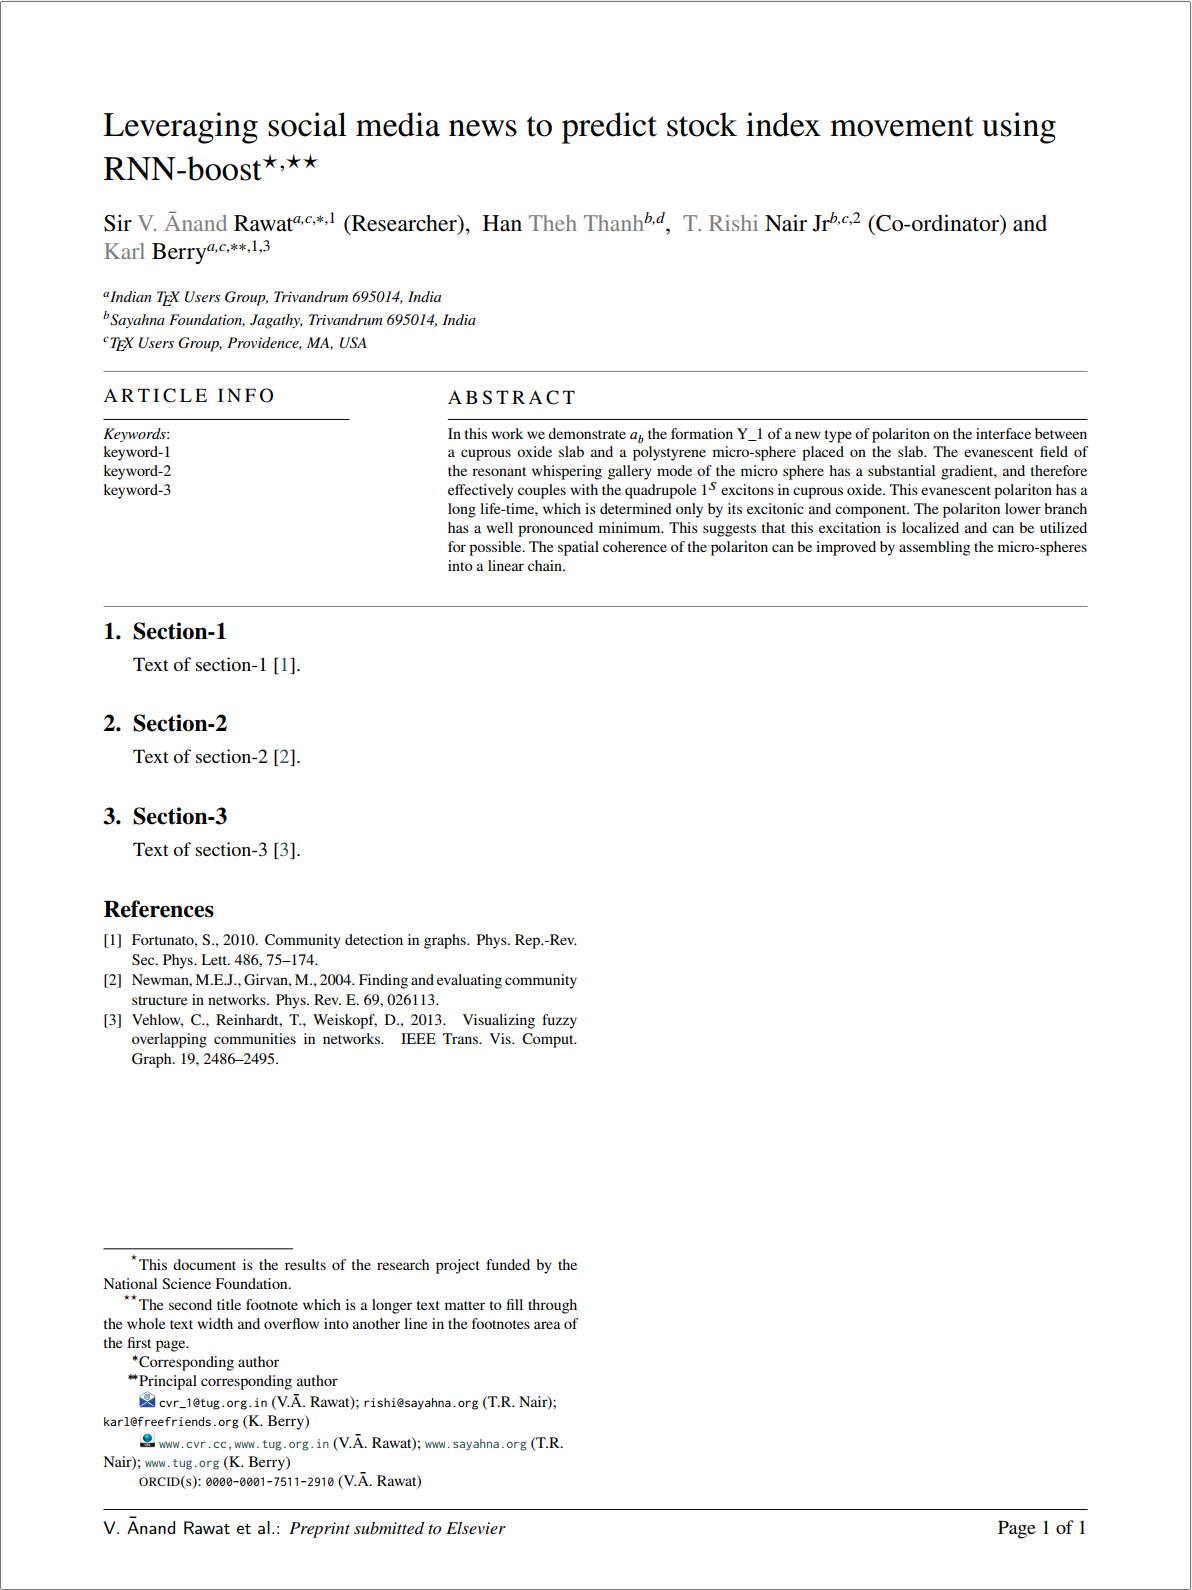 Leveraging social media news to predict stock index movement using
RNN-boost⋆,⋆⋆
Sir V. Ānand Rawat^a,c,∗,1 (Researcher), Han Theh Thanh^b,d, T. Rishi Nair Jr^b,c,2 (Co-ordinator) and
Karl Berry^a,c,∗∗,1,3
^a Indian TEX Users Group, Trivandrum 695014, India
^b Sayahna Foundation, Jagathy, Trivandrum 695014, India
^c TEX Users Group, Providence, MA, USA
ARTICLE INFO
Keywords:
keyword-1
keyword-2
keyword-3
ABSTRACT
In this work we demonstrate a_b the formation Y_1 of a new type of polariton on the interface between
a cuprous oxide slab and a polystyrene micro-sphere placed on the slab. The evanescent field of
the resonant whispering gallery mode of the micro sphere has a substantial gradient, and therefore
effectively couples with the quadrupole 1^S excitons in cuprous oxide. This evanescent polariton has a
long life-time, which is determined only by its excitonic and component. The polariton lower branch
has a well pronounced minimum. This suggests that this excitation is localized and can be utilized
for possible. The spatial coherence of the polariton can be improved by assembling the micro-spheres
into a linear chain.
1. Section-1
Text of section-1 [1].
2. Section-2
Text of section-2 [2].
3. Section-3
Text of section-3 [3].
References
[1] Fortunato, S., 2010. Community detection in graphs. Phys. Rep.-Rev.
Sec. Phys. Lett. 486, 75–174.
[2] Newman, M.E.J., Girvan, M., 2004. Finding and evaluating community
structure in networks. Phys. Rev. E. 69, 026113.
[3] Vehlow, C., Reinhardt, T., Weiskopf, D., 2013. Visualizing fuzzy
overlapping communities in networks. IEEE Trans. Vis. Comput.
Graph. 19, 2486–2495.
⋆This document is the results of the research project funded by the
National Science Foundation.
⋆⋆The second title footnote which is a longer text matter to fill through
the whole text width and overflow into another line in the footnotes area of
the first page.
∗Corresponding author
∗∗Principal corresponding author
cvr_1@tug.org.in (V.Ā. Rawat); rishi@sayahna.org (T.R. Nair);
karl@freefriends.org (K. Berry)
www.cvr.cc,www.tug.org.in (V.Ā. Rawat); www.sayahna.org (T.R.
Nair); www.tug.org (K. Berry)
ORCID(s): 0000-0001-7511-2910 (V.Ā. Rawat)
V. Ānand Rawat et al.: Preprint submitted to Elsevier
Page 1 of 1